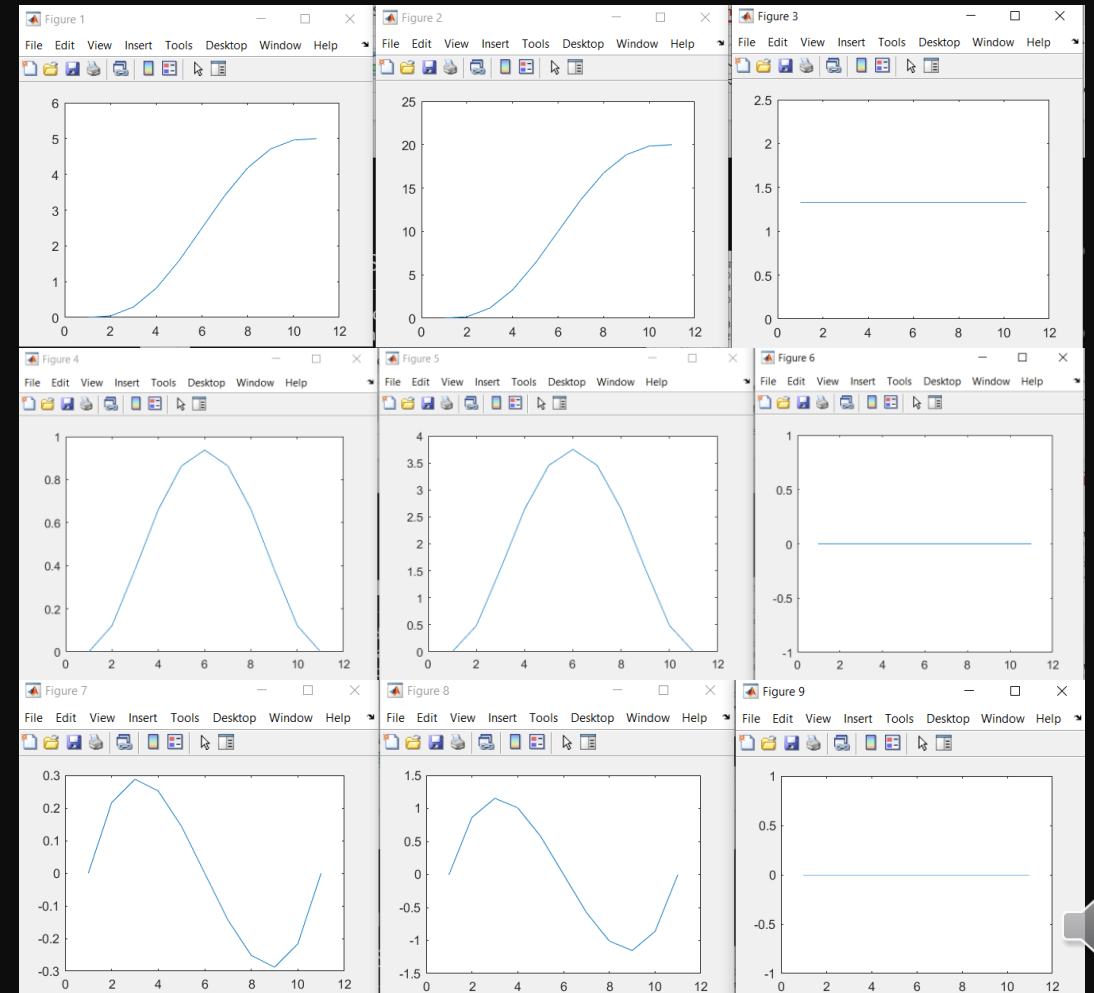 Figure 1
File Edit View Insert Tools Desktop Window Help
6
5
4
3
2
1
0
0 2 4 6 8 10 12
Figure 2
File Edit View Insert Tools Desktop Window Help
25
20
15
10
5
0
0 2 4 6 8 10 12
Figure 3
File Edit View Insert Tools Desktop Window Help
2.5
2
1.5
1
0.5
0
0 2 4 6 8 10 12
Figure 4
File Edit View Insert Tools Desktop Window Help
1
0.8
0.6
0.4
0.2
0
0 2 4 6 8 10 12
Figure 5
File Edit View Insert Tools Desktop Window Help
4
3.5
3
2.5
2
1.5
1
0.5
0
0 2 4 6 8 10 12
Figure 6
File Edit View Insert Tools Desktop Window Help
1
0.5
0
-0.5
-1
0 2 4 6 8 10 12
Figure 7
File Edit View Insert Tools Desktop Window Help
0.3
0.2
0.1
0
-0.1
-0.2
-0.3
0 2 4 6 8 10 12
Figure 8
File Edit View Insert Tools Desktop Window Help
1.5
1
0.5
0
-0.5
-1
-1.5
0 2 4 6 8 10 12
Figure 9
File Edit View Insert Tools Desktop Window Help
1
0.5
0
-0.5
-1
0 2 4 6 8 10 12